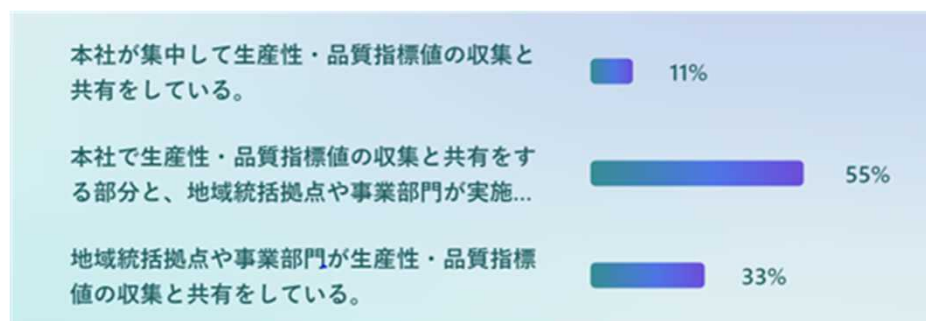 本社が集中して生産性・品質指標値の収集と
共有をしている。
11%
本社で生産性・品質指標値の収集と共有をす
る部分と、地域統括拠点や事業部門が実施...
55%
地域統括拠点や事業部門が生産性・品質指標
値の収集と共有をしている。
33%